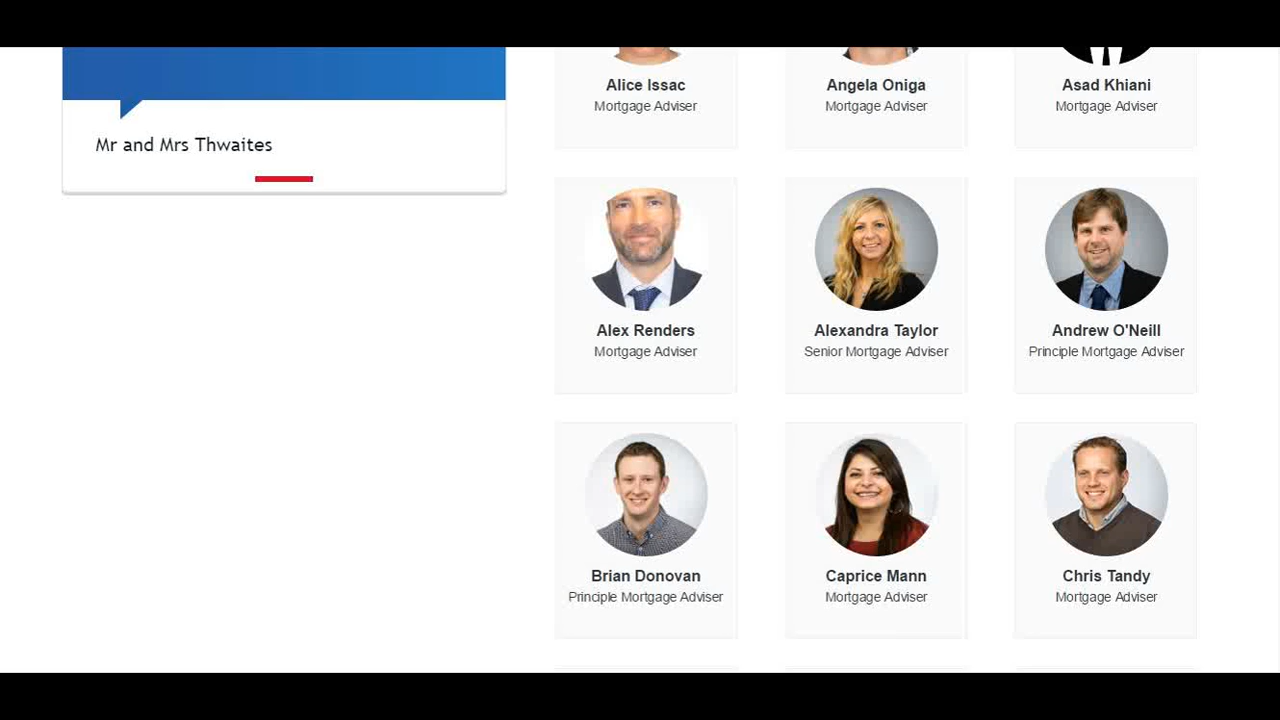 Alice Issac
Mortgage Adviser
Angela Oniga
Mortgage Adviser
Asad Khiani
Mortgage Adviser
Mr and Mrs Thwaites
Alex Renders
Mortgage Adviser
Alexandra Taylor
Senior Mortgage Adviser
Andrew O'Neill
Principle Mortgage Adviser
Brian Donovan
Principle Mortgage Adviser
Caprice Mann
Mortgage Adviser
Chris Tandy
Mortgage Adviser